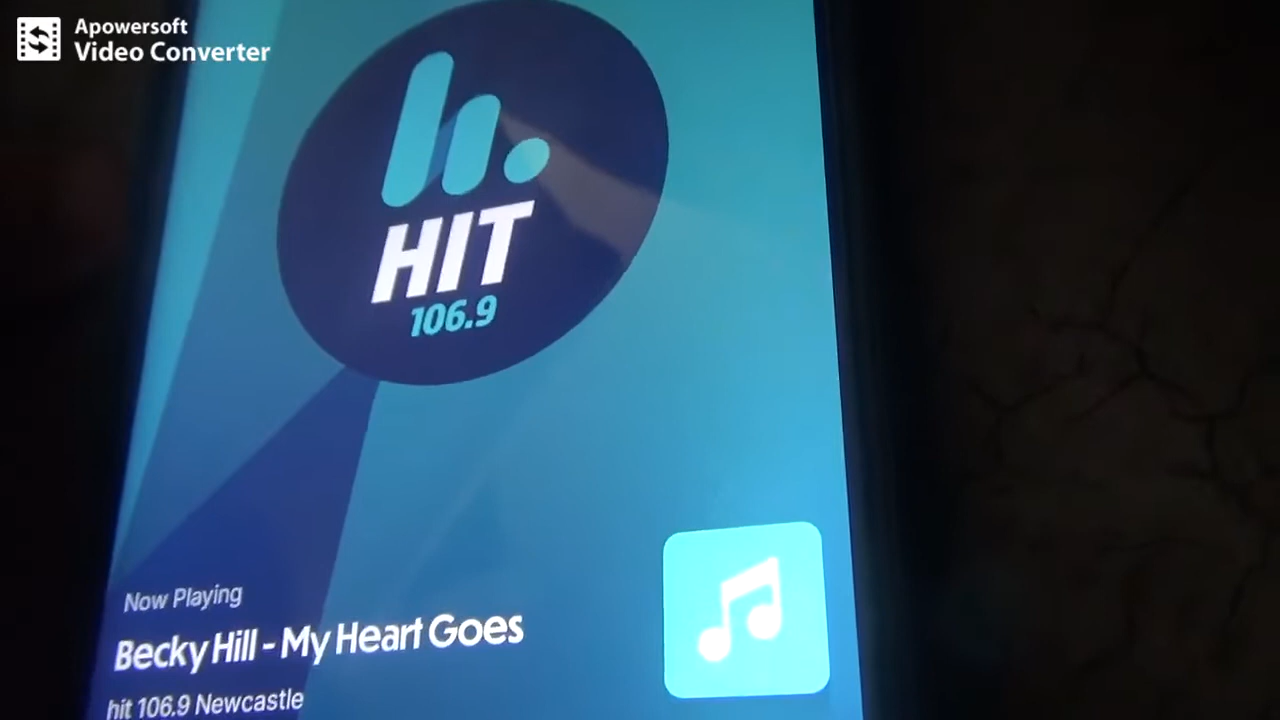 Apowersoft
Video Converter
h.
HIT
106.9
Now Playing
Becky Hill - My Heart Goes
hit 106.9 Newcastle